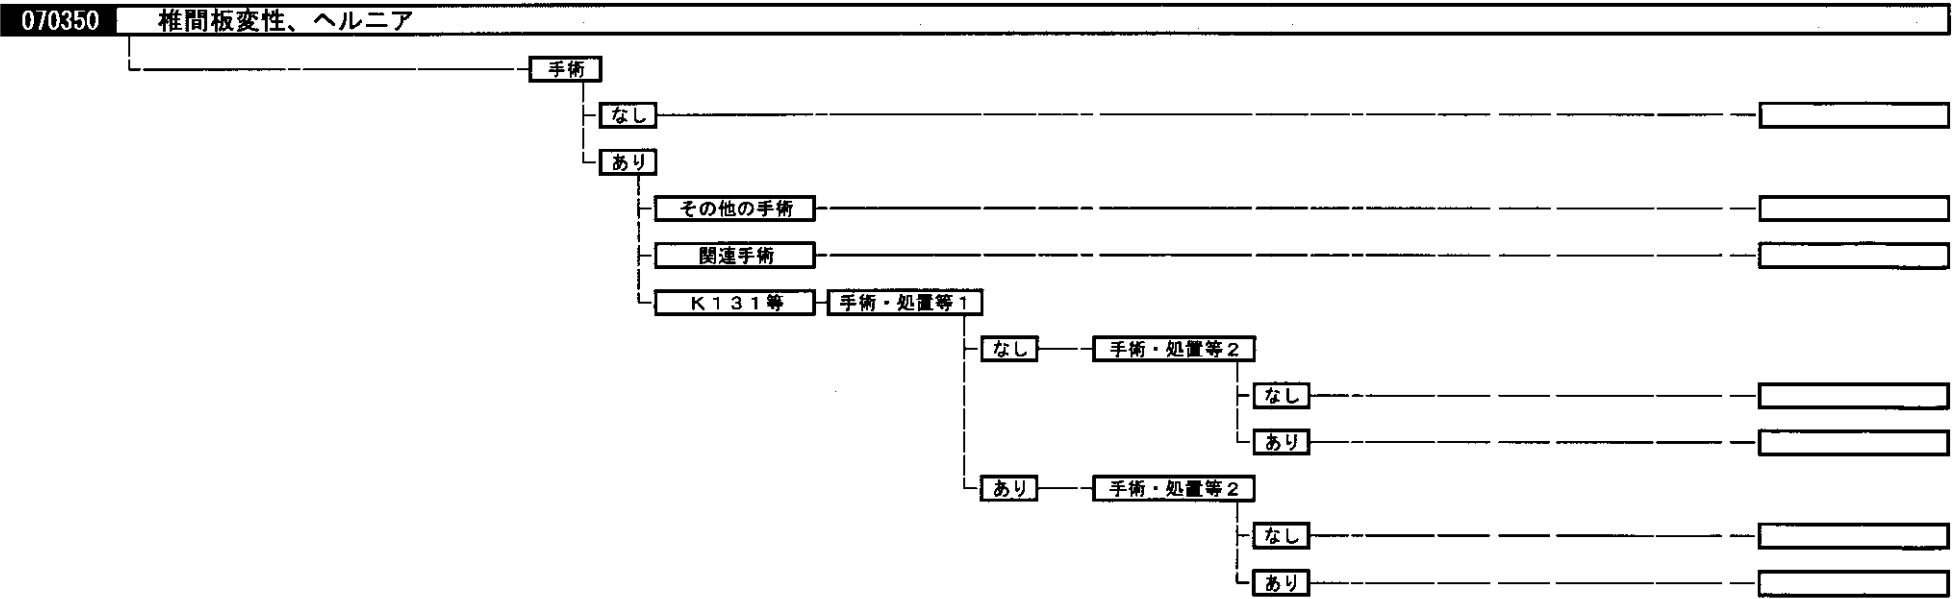 070350 椎間板変性、ヘルニア
手術
なし
あり
その他の手術
関連手術
K131等 手術・処置等1
なし 手術・処置等2
なし
あり
あり 手術・処置等2
なし
あり